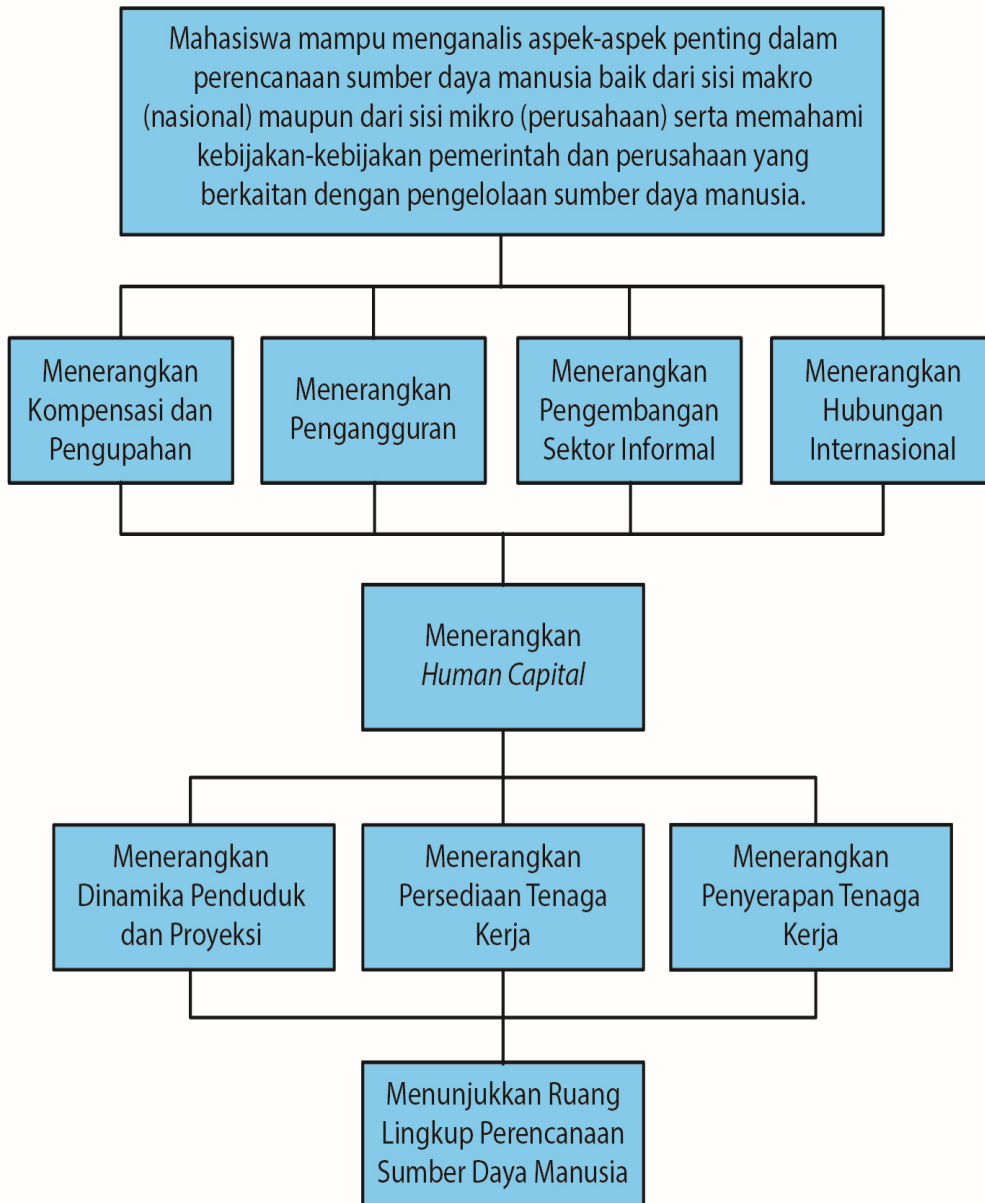 Mahasiswa mampu menganalis aspek-aspek penting dalam
perencanaan sumber daya manusia baik dari sisi makro
(nasional) maupun dari sisi mikro (perusahaan) serta memahami
kebijakan-kebijakan pemerintah dan perusahaan yang
berkaitan dengan pengelolaan sumber daya manusia.
Menerangkan
Kompensasi dan
Pengupahan
Menerangkan
Pengangguran
Menerangkan
Pengembangan
Sektor Informal
Menerangkan
Hubungan
Internasional
Menerangkan
Human Capital
Menerangkan
Dinamika Penduduk
dan Proyeksi
Menerangkan
Persediaan Tenaga
Kerja
Menerangkan
Penyerapan Tenaga
Kerja
Menunjukkan Ruang
Lingkup Perencanaan
Sumber Daya Manusia